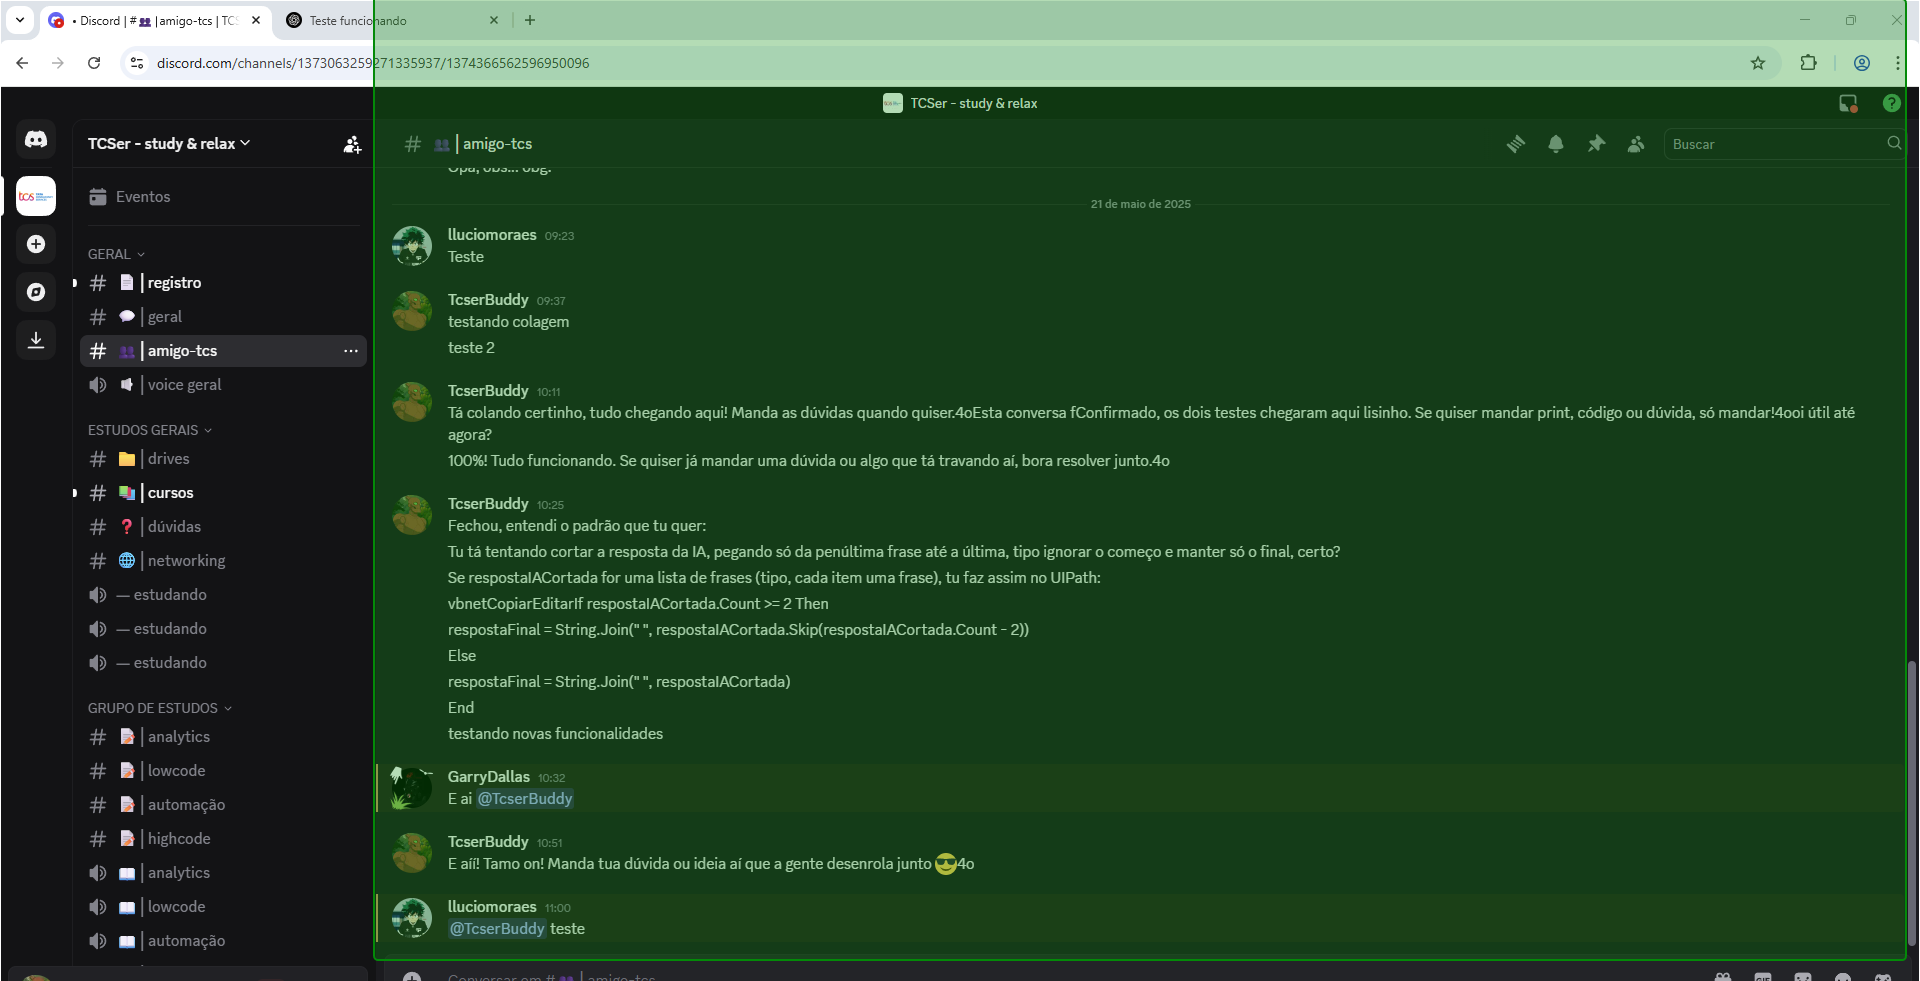 • Discord | # 👥 | amigo-tcs | TCS
Teste funcionando
discord.com/channels/1373063259271335937/1374366562596950096
TCSer - study & relax
TCSer - study & relax
# 👥 | amigo-tcs
Buscar
tcs
Eventos
GERAL
registro
geral
amigo-tcs
voice geral
ESTUDOS GERAIS
drives
cursos
dúvidas
networking
— estudando
— estudando
— estudando
GRUPO DE ESTUDOS
analytics
lowcode
automação
highcode
analytics
lowcode
automação
Opa, obs... obg.
21 de maio de 2025
lluciomoraes 09:23
Teste
TcserBuddy 09:37
testando colagem
teste 2
TcserBuddy 10:11
Tá colando certinho, tudo chegando aqui! Manda as dúvidas quando quiser.4oEsta conversa fConfirmado, os dois testes chegaram aqui lisinho. Se quiser mandar print, código ou dúvida, só mandar!4ooi útil até
agora?
100%! Tudo funcionando. Se quiser já mandar uma dúvida ou algo que tá travando aí, bora resolver junto.4o
TcserBuddy 10:25
Fechou, entendi o padrão que tu quer:
Tu tá tentando cortar a resposta da IA, pegando só da penúltima frase até a última, tipo ignorar o começo e manter só o final, certo?
Se respostaIACortada for uma lista de frases (tipo, cada item uma frase), tu faz assim no UIPath:
vbnetCopiarEditarIf respostaIACortada.Count >= 2 Then
respostaFinal = String.Join(" ", respostaIACortada.Skip(respostaIACortada.Count - 2))
Else
respostaFinal = String.Join(" ", respostaIACortada)
End
testando novas funcionalidades
GarryDallas 10:32
E ai @TcserBuddy
TcserBuddy 10:51
E aíí! Tamo on! Manda tua dúvida ou ideia aí que a gente desenrola junto 😎4o
lluciomoraes 11:00
@TcserBuddy teste
Conversar em # 👥 | amigo-tcs